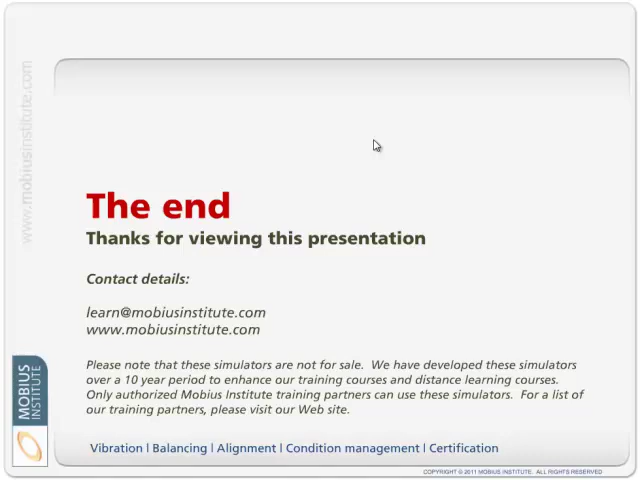 www.mobiusinstitute.com
The end
Thanks for viewing this presentation
Contact details:
learn@mobiusinstitute.com
www.mobiusinstitute.com
Please note that these simulators are not for sale.  We have developed these simulators
over a 10 year period to enhance our training courses and distance learning courses.
Only authorized Mobius Institute training partners can use these simulators.  For a list of
our training partners, please visit our Web site.
MOBIUS
INSTITUTE
Vibration | Balancing | Alignment | Condition management | Certification
COPYRIGHT © 2011 MOBIUS INSTITUTE.  ALL RIGHTS RESERVED